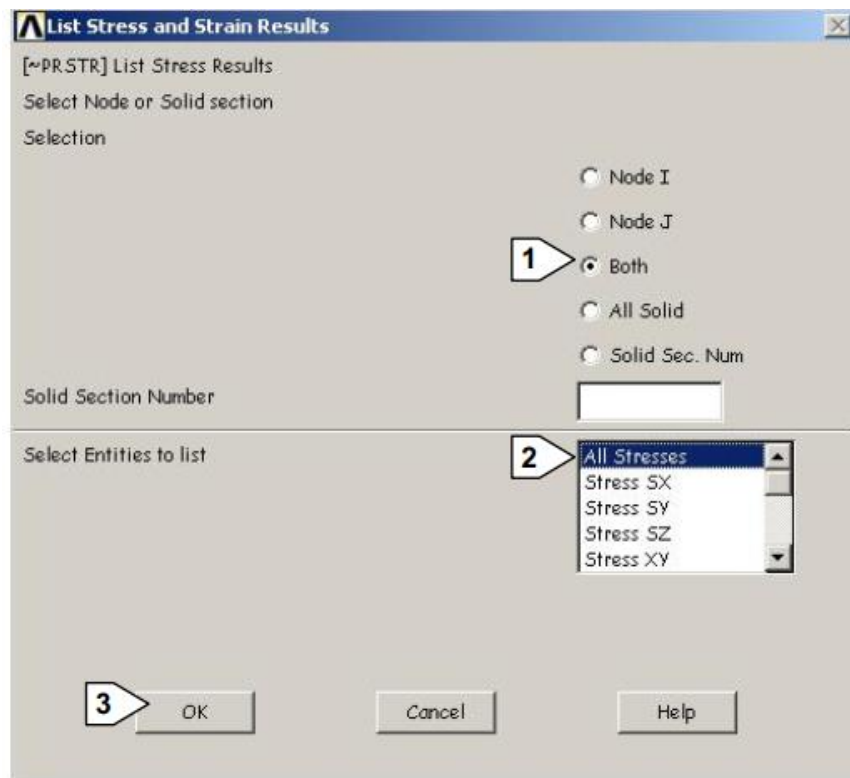 List Stress and Strain Results
[~PRSTR] List Stress Results
Select Node or Solid section
Selection
Node I
Node J
1
Both
All Solid
Solid Sec. Num
Solid Section Number
Select Entities to list
2
All Stresses
Stress SX
Stress SY
Stress SZ
Stress XY
3
OK
Cancel
Help